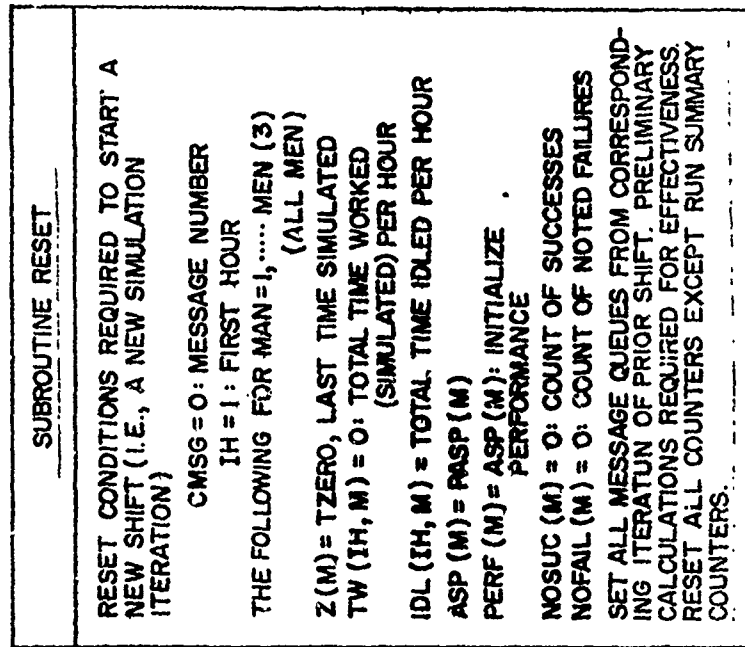 SUBROUTINE RESET
RESET CONDITIONS REQUIRED TO START A
NEW SHIFT (I.E., A NEW SIMULATION
ITERATION)
CMSG = O: MESSAGE NUMBER
IH = 1: FIRST HOUR
THE FOLLOWING FOR MAN = 1, ..... MEN (3)
(ALL MEN)
Z (M) = TZERO, LAST TIME SIMULATED
TW (IH, M) = O: TOTAL TIME WORKED
(SIMULATED) PER HOUR
IDL (IH, M) = TOTAL TIME IDLED PER HOUR
ASP (M) = PASP (M)
PERF (M) = ASP (M): INITIALIZE
PERFORMANCE
NOSUC (M) = O: COUNT OF SUCCESSES
NOFAIL (M) = O: COUNT OF NOTED FAILURES
SET ALL MESSAGE QUEUES FROM CORRESPOND-
ING ITERATUN OF PRIOR SHIFT. PRELIMINARY
CALCULATIONS REQUIRED FOR EFFECTIVENESS.
RESET ALL COUNTERS EXCEPT RUN SUMMARY
COUNTERS.